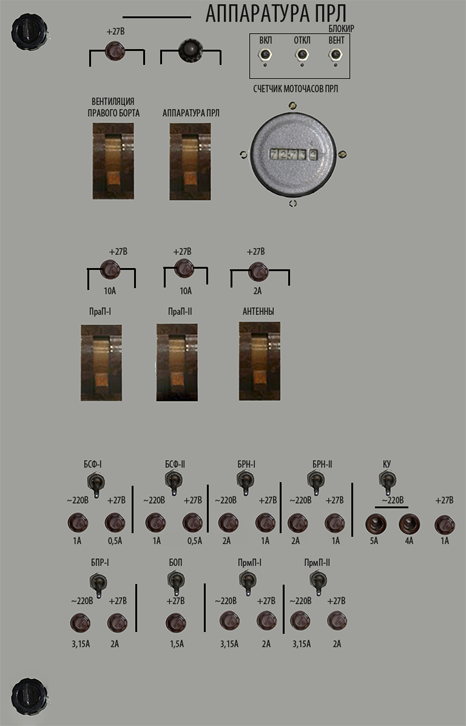 АППАРАТУРА ПРЛ
+27В
БЛОКИР
ВКЛ ОТКЛ ВЕНТ
СЧЕТЧИК МОТОЧАСОВ ПРЛ
ВЕНТИЛЯЦИЯ
ПРАВОГО БОРТА
АППАРАТУРА ПРЛ
+27В +27В +27В
10А 10А 2А
ПраП-I ПраП-II АНТЕННЫ
БСФ-I БСФ-II БРН-I БРН-II КУ
~220В +27В ~220В +27В ~220В +27В ~220В +27В ~220В +27В
1А 0,5А 1А 0,5А 2А 1А 2А 1А 5А 4А 1А
БПР-I БОП ПрмП-I ПрмП-II
~220В +27В +27В ~220В +27В ~220В +27В
3,15А 2А 1,5А 3,15А 2А 3,15А 2А